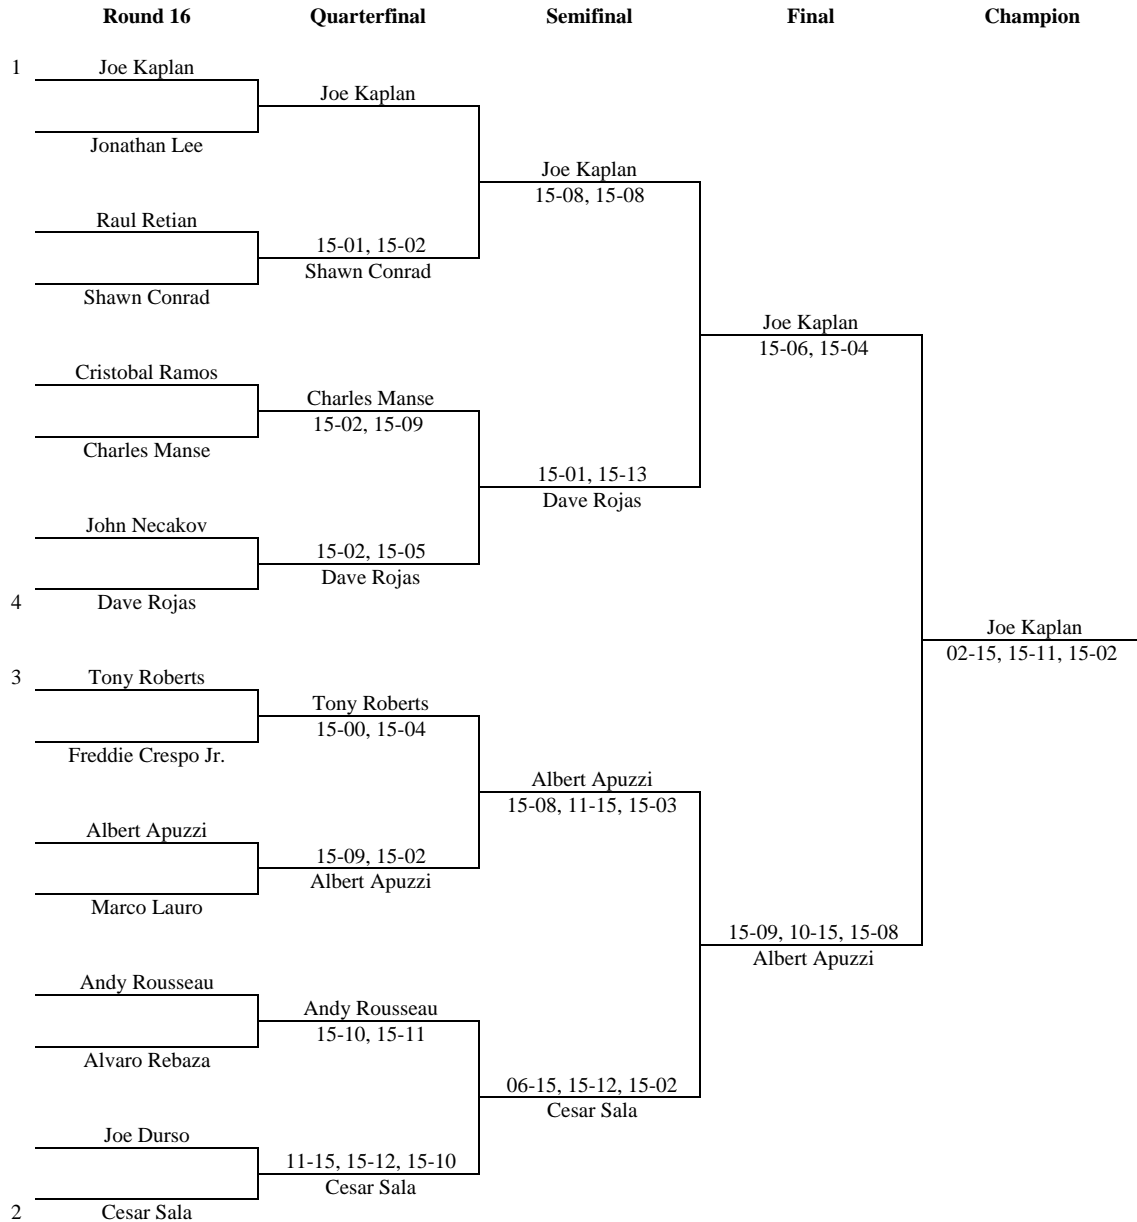 Round 16 Quarterfinal Semifinal Final Champion
1 Joe Kaplan
Joe Kaplan
Jonathan Lee
Joe Kaplan
15-08, 15-08
Raul Retian
15-01, 15-02
Shawn Conrad
Shawn Conrad
Joe Kaplan
15-06, 15-04
Cristobal Ramos
Charles Manse
15-02, 15-09
Charles Manse
15-01, 15-13
Dave Rojas
John Necakov
15-02, 15-05
Dave Rojas
4 Dave Rojas
Joe Kaplan
02-15, 15-11, 15-02
3 Tony Roberts
Tony Roberts
15-00, 15-04
Freddie Crespo Jr.
Albert Apuzzi
15-08, 11-15, 15-03
Albert Apuzzi
15-09, 15-02
Albert Apuzzi
Marco Lauro
15-09, 10-15, 15-08
Albert Apuzzi
Andy Rousseau
Andy Rousseau
15-10, 15-11
Alvaro Rebaza
06-15, 15-12, 15-02
Cesar Sala
Joe Durso
11-15, 15-12, 15-10
Cesar Sala
2 Cesar Sala